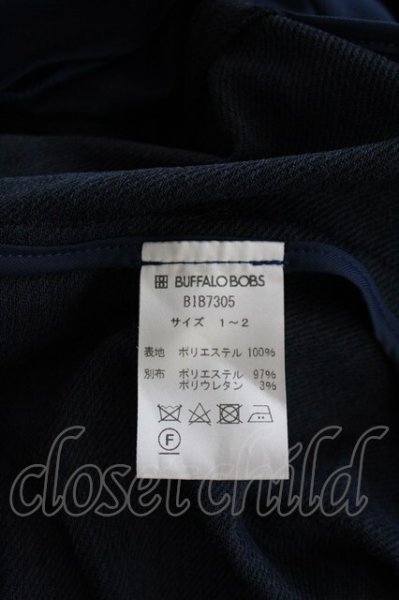 BUFFALO BOBS
B1B7305
サイズ 1～2
表地 ポリエステル 100%
別布 ポリエステル 97%
ポリウレタン 3%
F
closet child